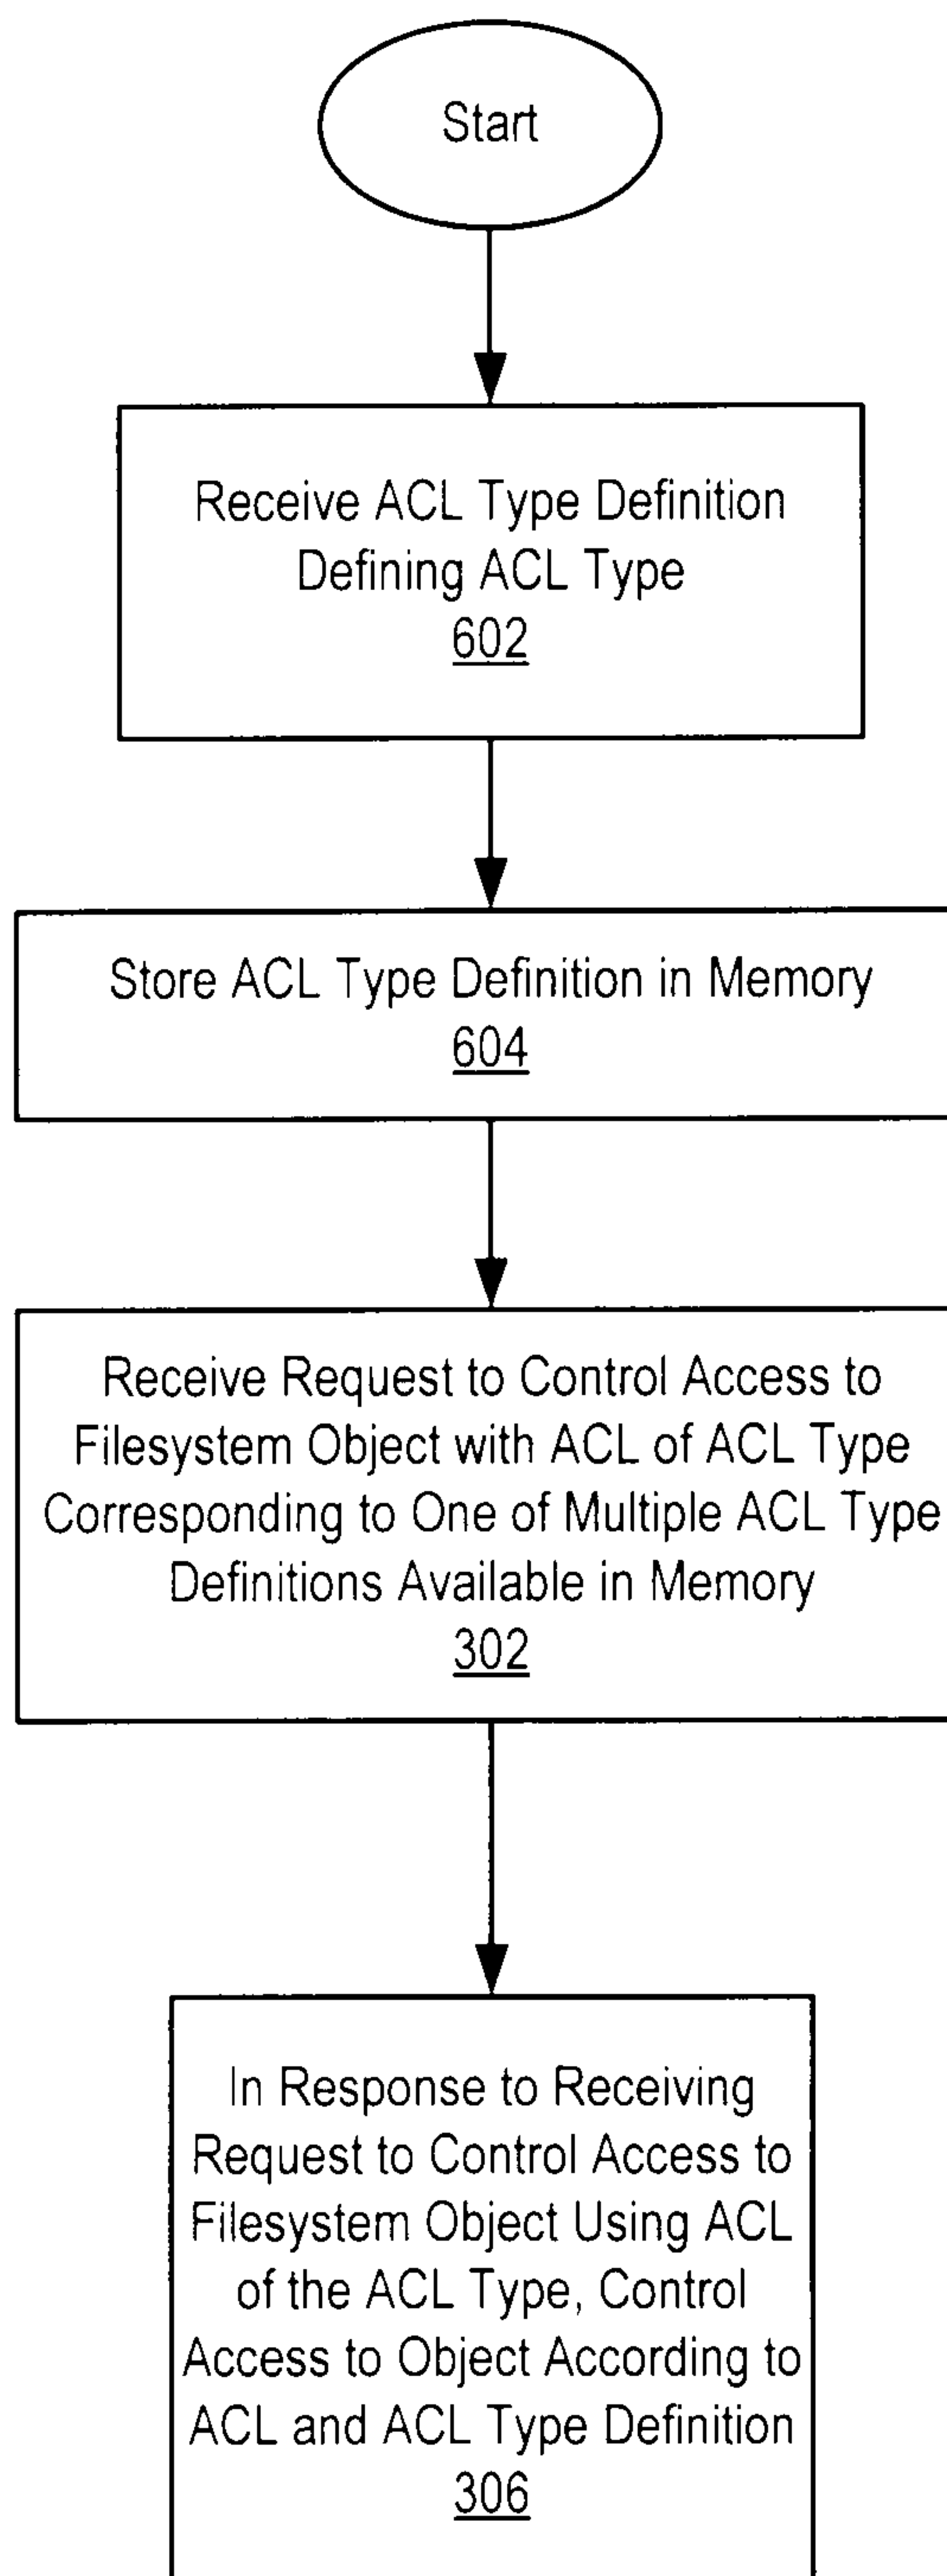 Start
Receive ACL Type Definition
Defining ACL Type
602
Store ACL Type Definition in Memory
604
Receive Request to Control Access to
Filesystem Object with ACL of ACL Type
Corresponding to One of Multiple ACL Type
Definitions Available in Memory
302
In Response to Receiving
Request to Control Access to
Filesystem Object Using ACL
of the ACL Type, Control
Access to Object According to
ACL and ACL Type Definition
306